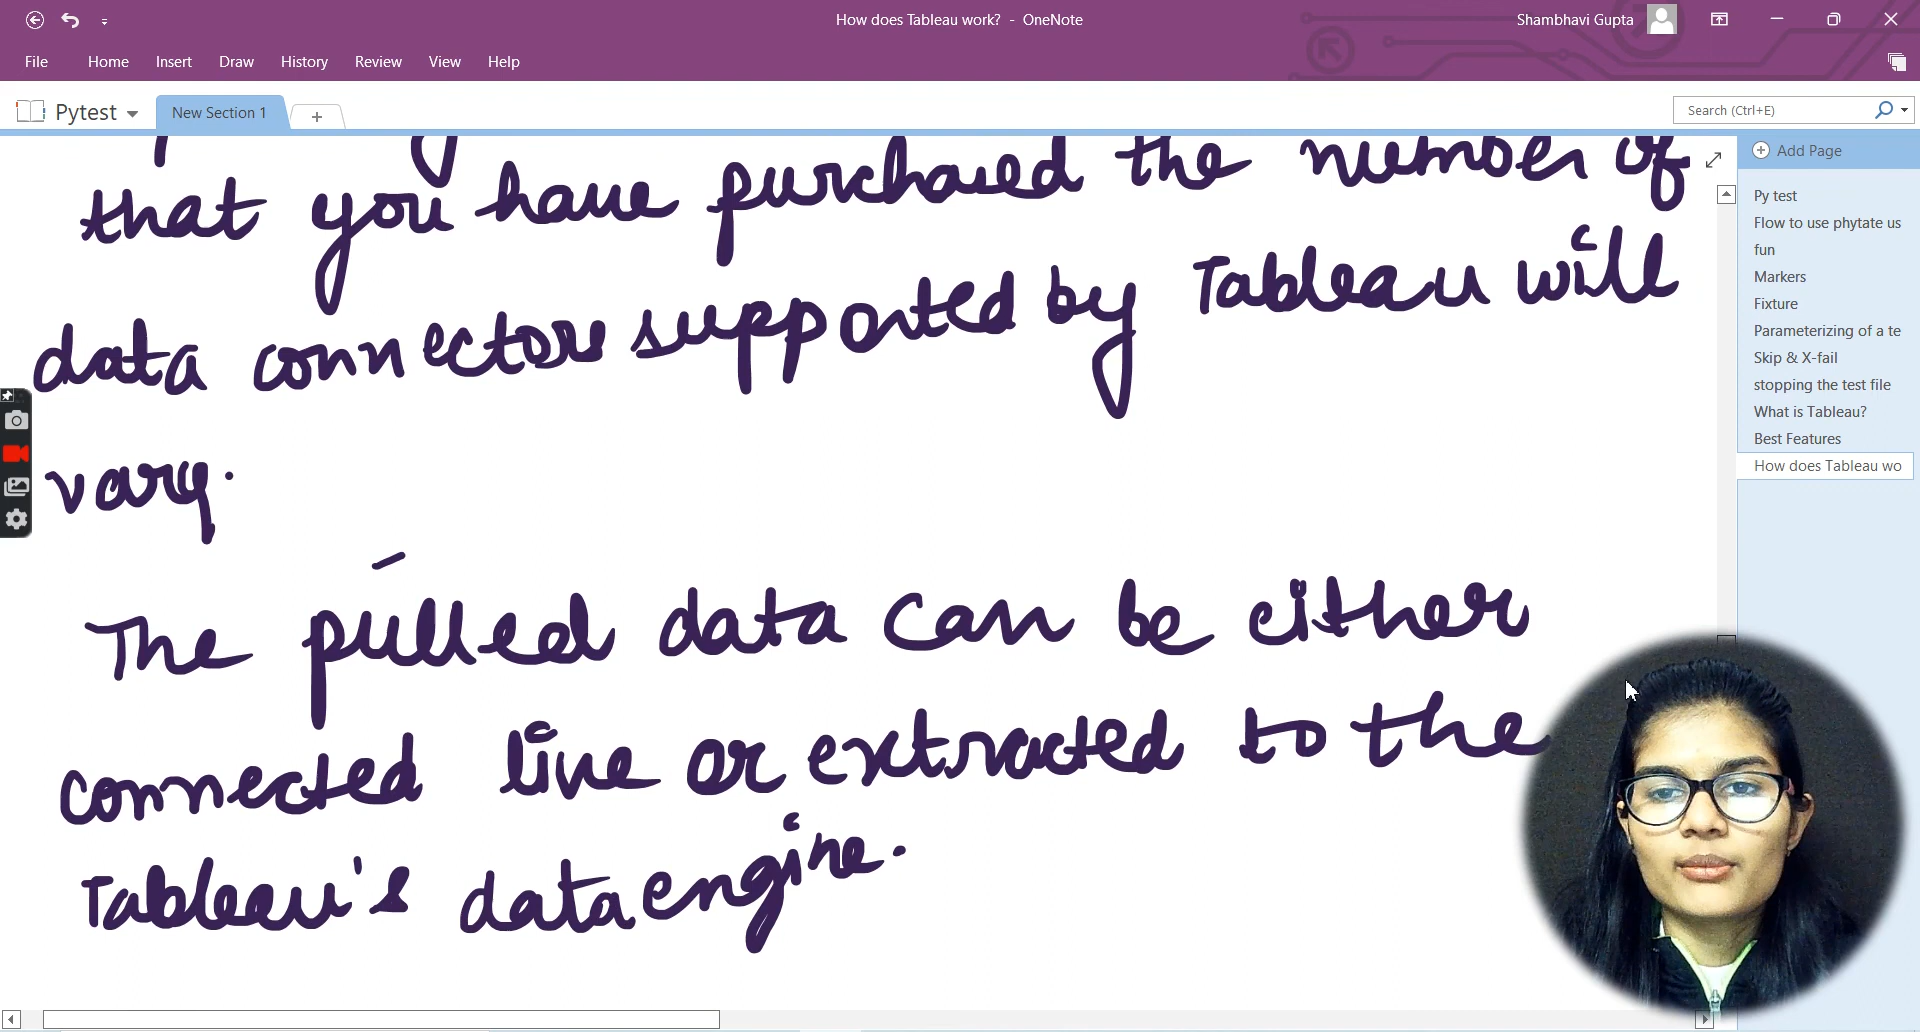 How does Tableau work? - OneNote
Shambhavi Gupta
File Home Insert Draw History Review View Help
Pytest New Section 1 +
Search (Ctrl+E)
that you have purchased the number of
data connectors supported by Tableau will
vary.
The pulled data can be either
connected live or extracted to the
Tableau's data engine.
Add Page
Py test
Flow to use phytate us
fun
Markers
Fixture
Parameterizing of a te
Skip & X-fail
stopping the test file
What is Tableau?
Best Features
How does Tableau wo